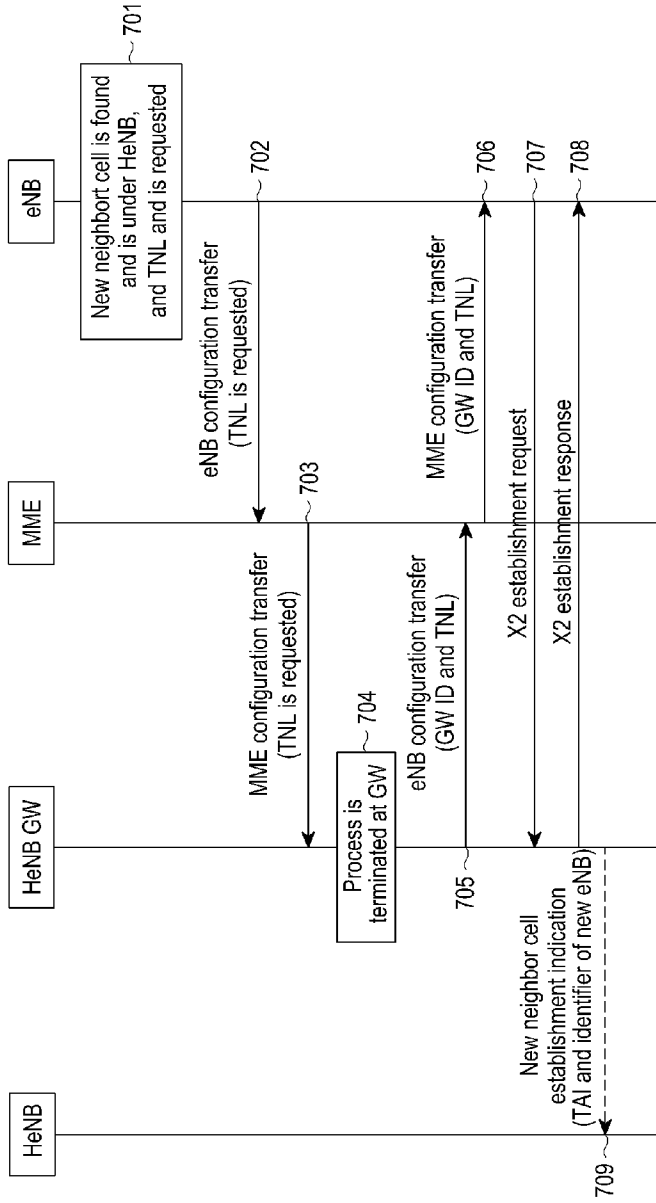 HeNB
HeNB GW
MME
eNB
New neighbort cell is found
and is under HeNB,
and TNL and is requested
701
eNB configuration transfer
(TNL is requested)
702
MME configuration transfer
(TNL is requested)
703
Process is
terminated at GW
704
eNB configuration transfer
(GW ID and TNL)
705
MME configuration transfer
(GW ID and TNL)
706
X2 establishment request
707
X2 establishment response
708
New neighbor cell
establishment indication
(TAI and identifier of new eNB)
709